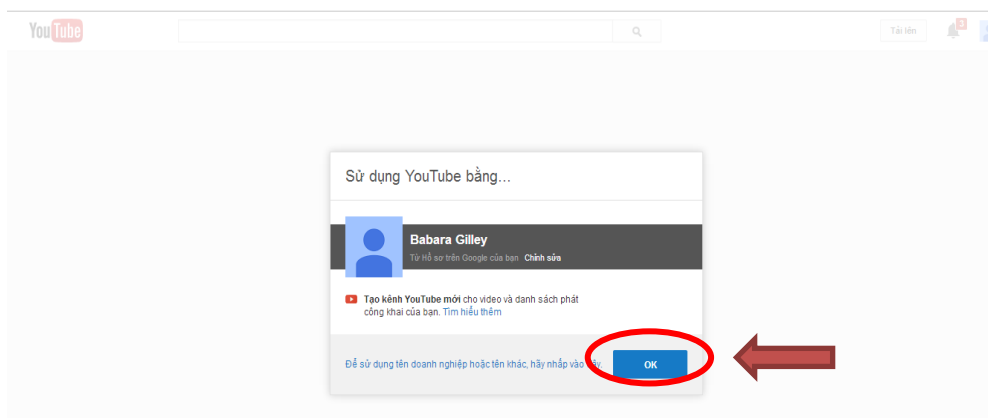 YouTube
Tải lên
3
Sử dụng YouTube bằng...
Babara Gilley
Từ Hồ sơ trên Google của bạn Chỉnh sửa
Tạo kênh YouTube mới cho video và danh sách phát
công khai của bạn. Tìm hiểu thêm
Để sử dụng tên doanh nghiệp hoặc tên khác, hãy nhấp vào
OK